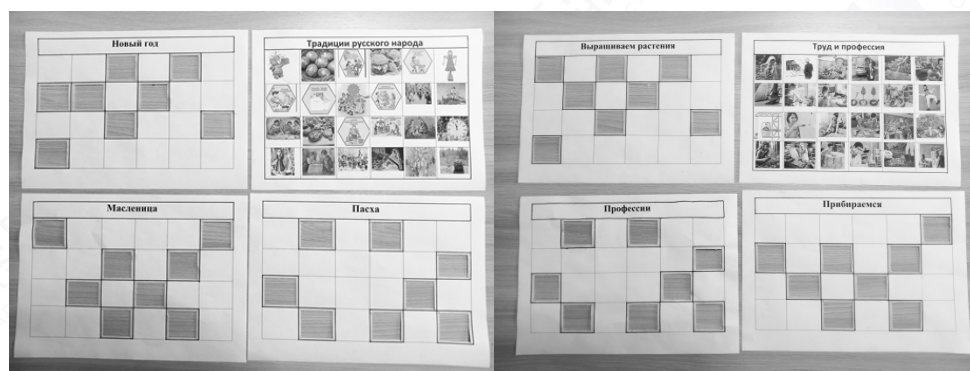 Новый год
Традиции русского народа
Масленица
Пасха
Выращиваем растения
Труд и профессия
Профессии
Прибираемся